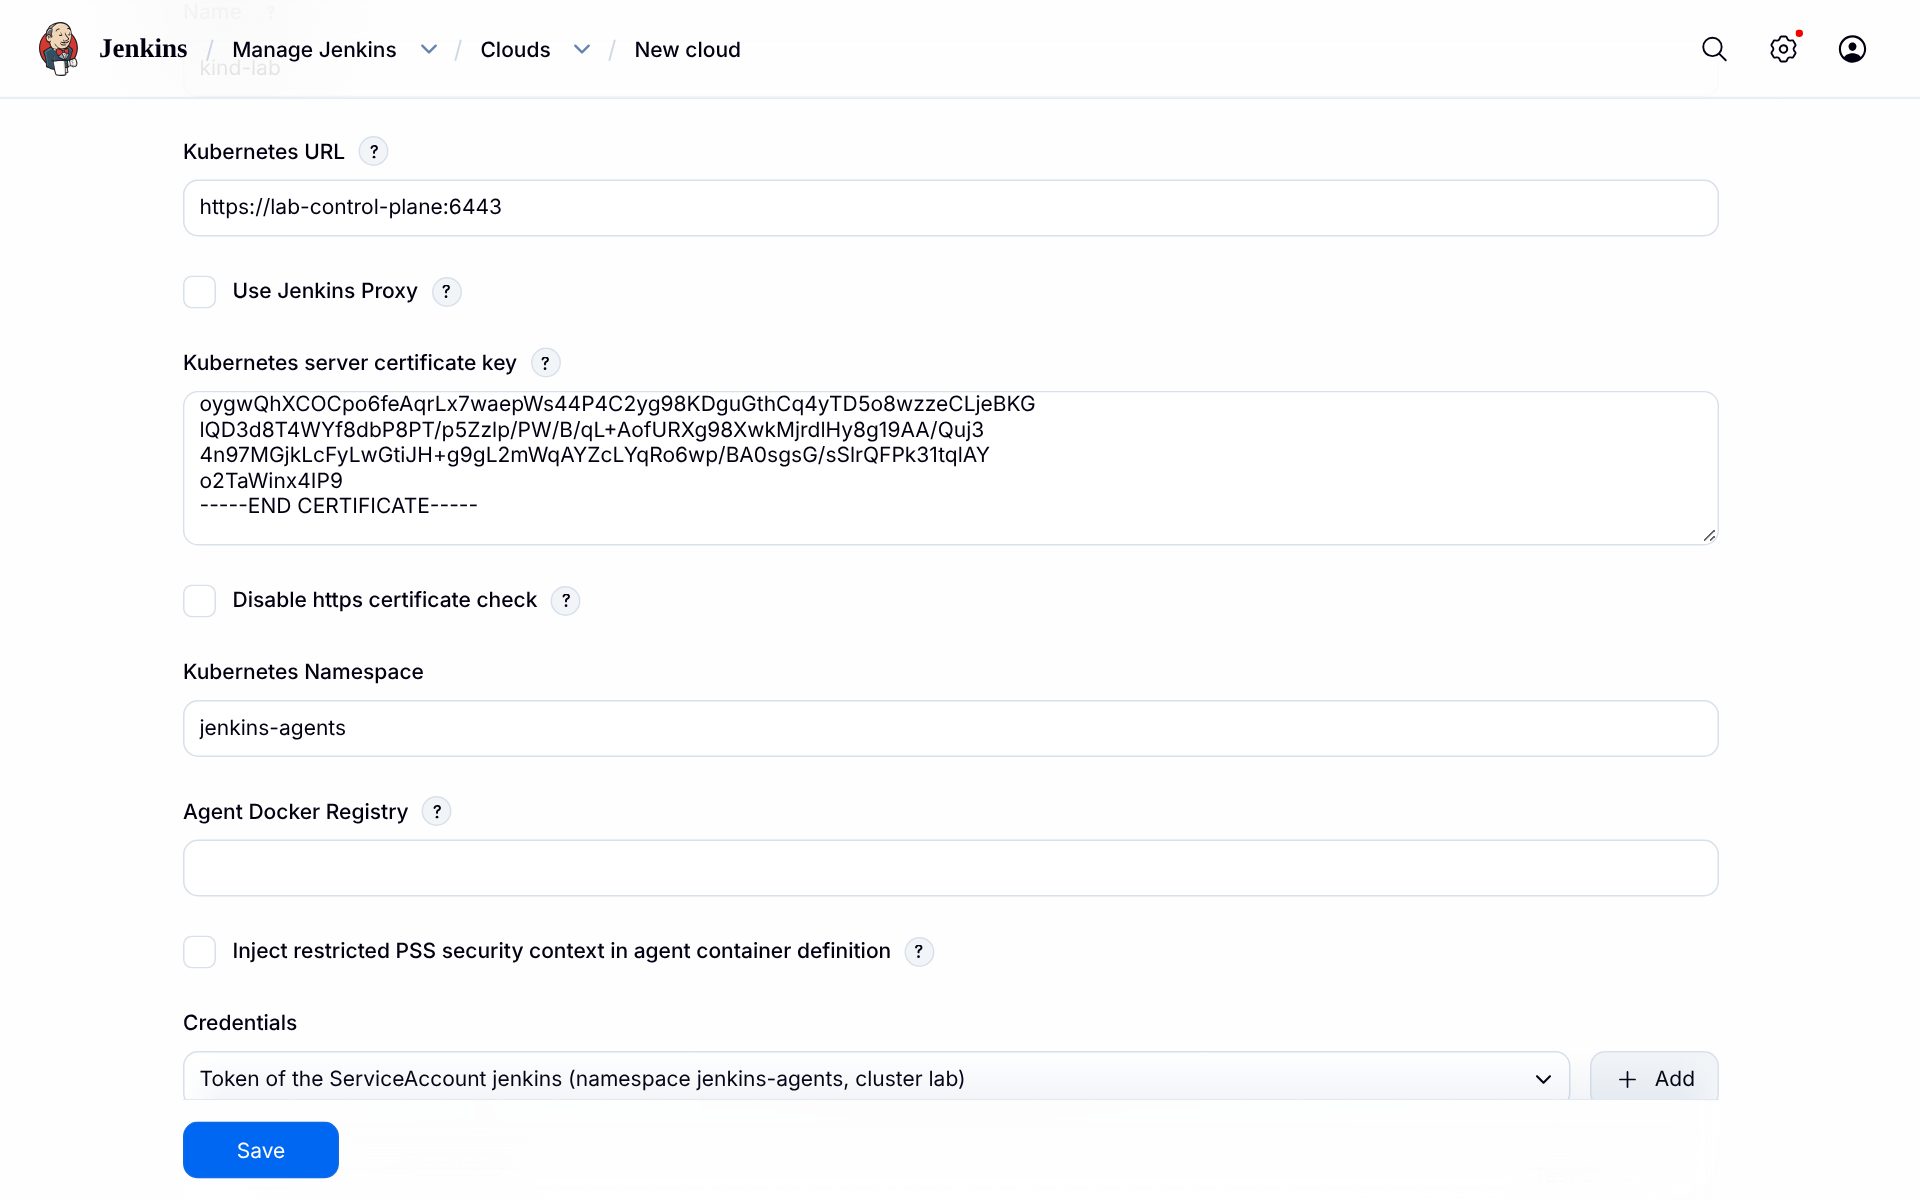 Name ?
Jenkins / Manage Jenkins / Clouds / New cloud
kind-lab
Kubernetes URL ?
https://lab-control-plane:6443
Use Jenkins Proxy ?
Kubernetes server certificate key ?
oygwQhXCOCpo6feAqrLx7waepWs44P4C2yg98KDguGthCq4yTD5o8wzzeCLjeBKG
lQD3d8T4WYf8dbP8PT/p5Zzlp/PW/B/qL+AofURXg98XwkMjrdlHy8g19AA/Quj3
4n97MGjkLcFyLwGtiJH+g9gL2mWqAYZcLYqRo6wp/BA0sgsG/sSlrQFPk31tqlAY
o2TaWinx4IP9
-----END CERTIFICATE-----
Disable https certificate check ?
Kubernetes Namespace
jenkins-agents
Agent Docker Registry ?
Inject restricted PSS security context in agent container definition ?
Credentials
Token of the ServiceAccount jenkins (namespace jenkins-agents, cluster lab)
+ Add
Save